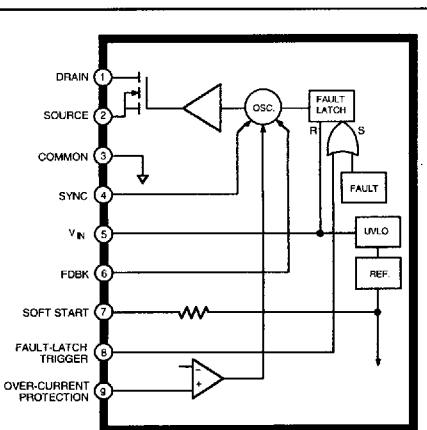 DRAIN 1
SOURCE 2
COMMON 3
SYNC 4
VIN 5
FDBK 6
SOFT START 7
FAULT-LATCH
TRIGGER 8
OVER-CURRENT
PROTECTION 9
OSC.
FAULT
LATCH
R S
FAULT
UVLO
REF.
−
+